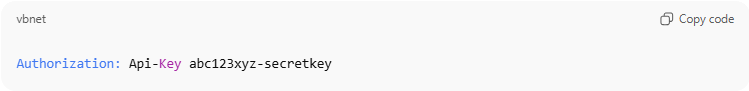 vbnet
Copy code
Authorization: Api-Key abc123xyz-secretkey